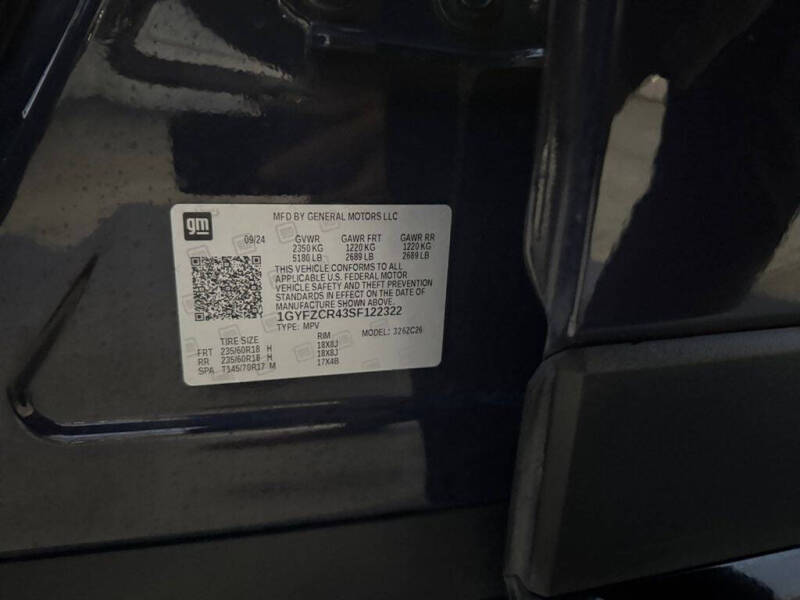 gm
MFD BY GENERAL MOTORS LLC
09/24 GVWR GAWR FRT GAWR RR
2350 KG 1220 KG 1220 KG
5180 LB 2689 LB 2689 LB
THIS VEHICLE CONFORMS TO ALL
APPLICABLE U.S. FEDERAL MOTOR
VEHICLE SAFETY AND THEFT PREVENTION
STANDARDS IN EFFECT ON THE DATE OF
MANUFACTURE SHOWN ABOVE.
1GYFZCR43SF122322
TYPE: MPV MODEL: 3262C26
TIRE SIZE RIM
FRT 235/60R18 H 18X8J
RR 235/60R18 H 18X8J
SPA T145/70R17 M 17X4B